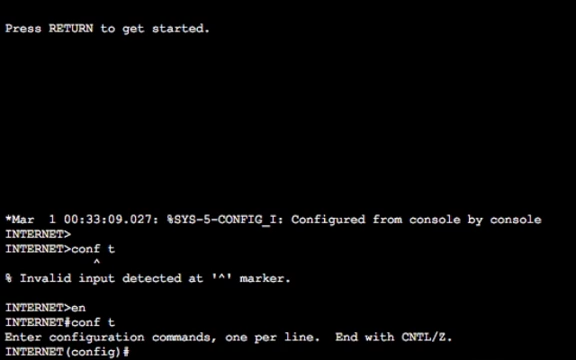 Press RETURN to get started.
*Mar  1 00:33:09.027: %SYS-5-CONFIG_I: Configured from console by console
INTERNET>
INTERNET>conf t
^
% Invalid input detected at '^' marker.
INTERNET>en
INTERNET#conf t
Enter configuration commands, one per line.  End with CNTL/Z.
INTERNET(config)#